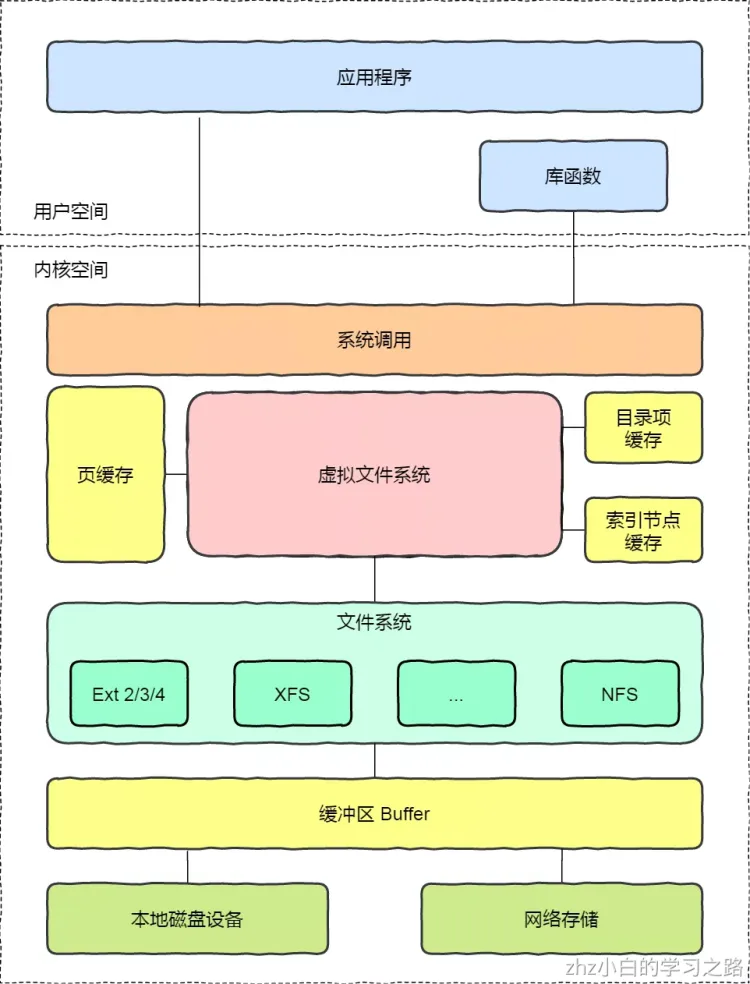 应用程序
库函数
用户空间
内核空间
系统调用
页缓存
虚拟文件系统
目录项
缓存
索引节点
缓存
文件系统
Ext 2/3/4
XFS
...
NFS
缓冲区 Buffer
本地磁盘设备
网络存储
zhz小白的学习之路